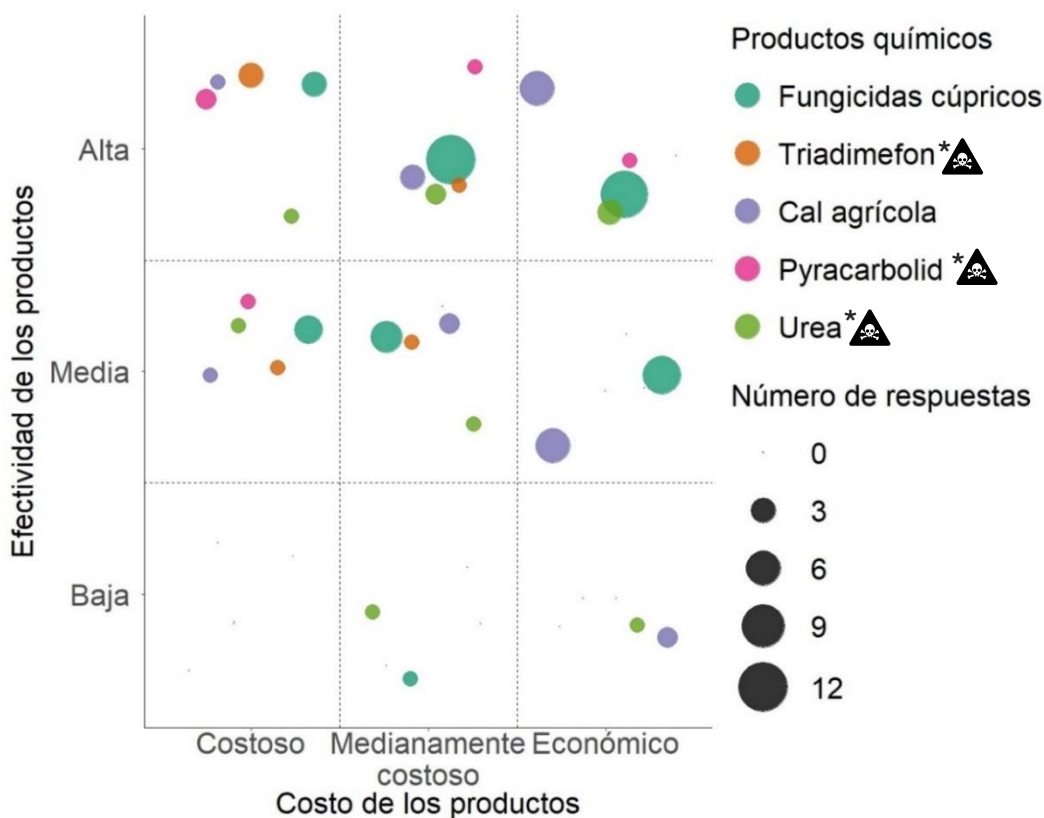 Efectividad de los productos
Alta
Media
Baja
Costoso
Medianamente
costoso
Económico
Costo de los productos
Productos químicos
Fungicidas cúpricos
Triadimefon*
Cal agrícola
Pyracarbolid *
Urea*
Número de respuestas
0
3
6
9
12